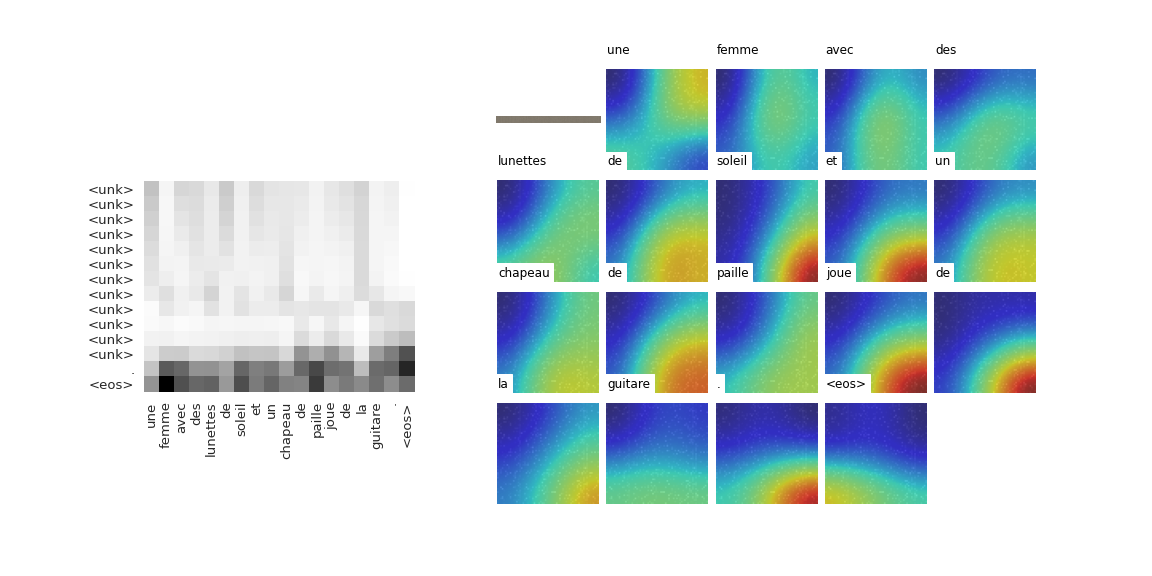 <unk>
<unk>
<unk>
<unk>
<unk>
<unk>
<unk>
<unk>
<unk>
<unk>
<unk>
<unk>
.
<eos>
une femme avec des lunettes de soleil et un chapeau de paille joue de la guitare . <eos>
une femme avec des
lunettes de soleil et un
chapeau de paille joue de
la guitare . <eos>